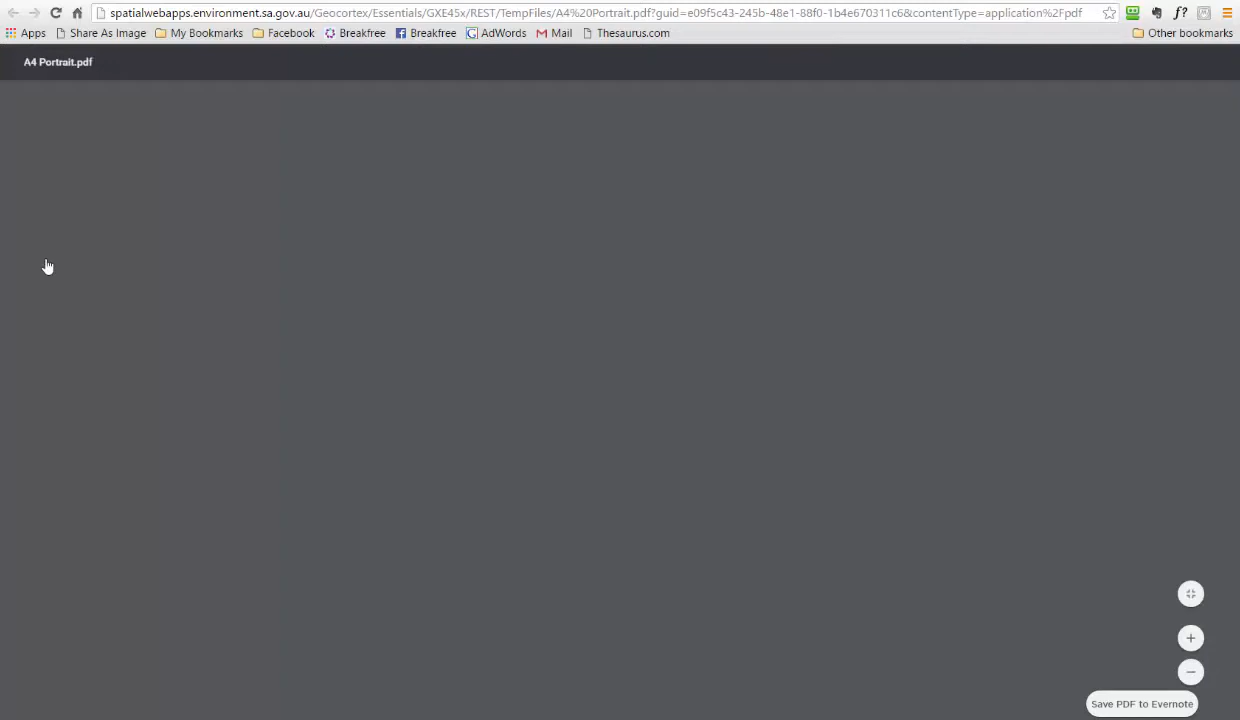 spatialwebapps.environment.sa.gov.au/Geocortex/Essentials/GXE45x/REST/TempFiles/A4%20Portrait.pdf?guid=e09f5c43-245b-48e1-88f0-1b4e670311c6&contentType=application%2Fpdf f?
Apps Share As Image My Bookmarks Facebook Breakfree Breakfree AdWords Mail Thesaurus.com Other bookmarks
A4 Portrait.pdf
+
−
Save PDF to Evernote